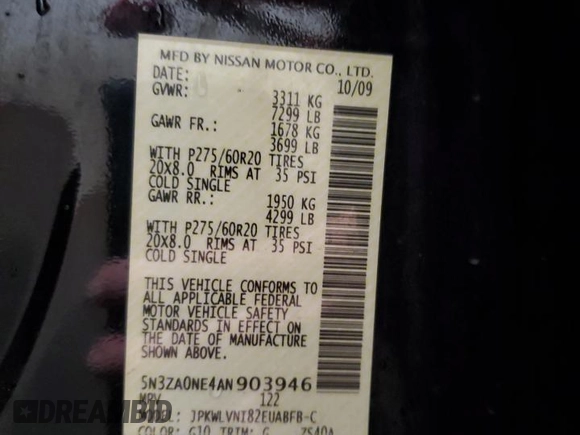 MFD BY NISSAN MOTOR CO., LTD.
DATE: 10/09
GVWR: 3311 KG
7299 LB
GAWR FR.: 1678 KG
3699 LB
WITH P275/60R20 TIRES
20X8.0 RIMS AT 35 PSI
COLD SINGLE
GAWR RR.: 1950 KG
4299 LB
WITH P275/60R20 TIRES
20X8.0 RIMS AT 35 PSI
COLD SINGLE
THIS VEHICLE CONFORMS TO
ALL APPLICABLE FEDERAL
MOTOR VEHICLE SAFETY
STANDARDS IN EFFECT ON
THE DATE OF MANUFACTURE
SHOWN ABOVE.
5N3ZA0NE4AN903946
MPV 122
MODEL: JPKWLVNI82EUABFB-C
COLOR: G10 TRIM: G ZS40A
DREAMBID